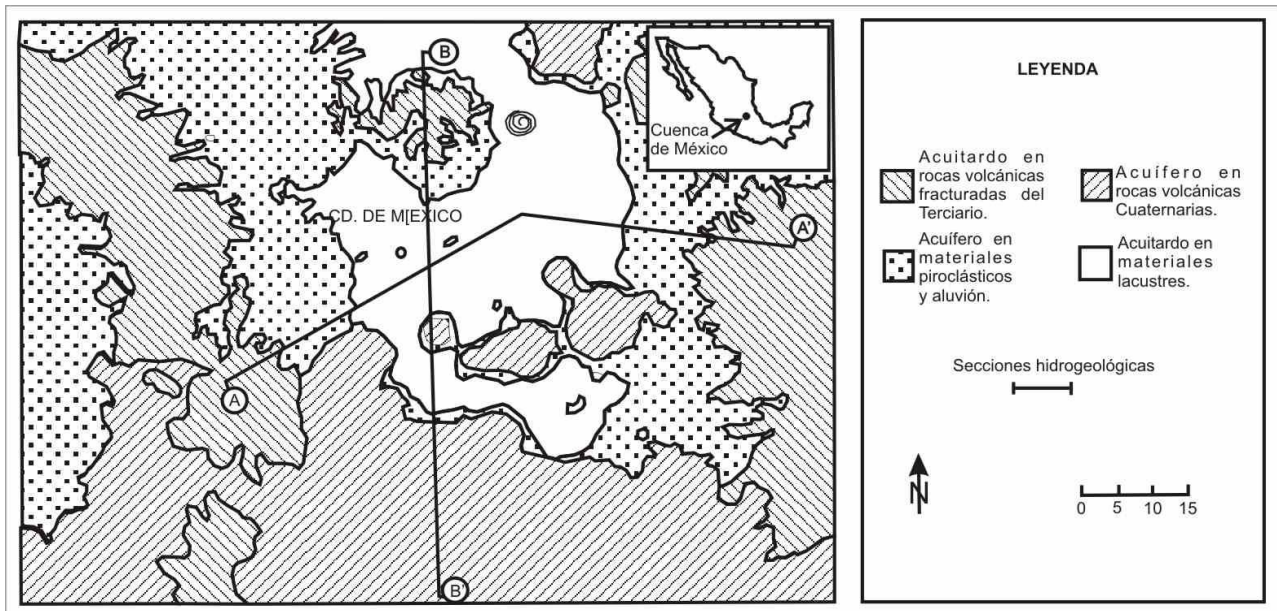 B
Cuenca
de México
CD. DE M[EXICO
A'
A
B'
LEYENDA
Acuitardo en
rocas volcánicas
fracturadas del
Terciario.
Acuífero en
rocas volcánicas
Cuaternarias.
Acuífero en
materiales
piroclásticos
y aluvión.
Acuitardo en
materiales
lacustres.
Secciones hidrogeológicas
N
0 5 10 15